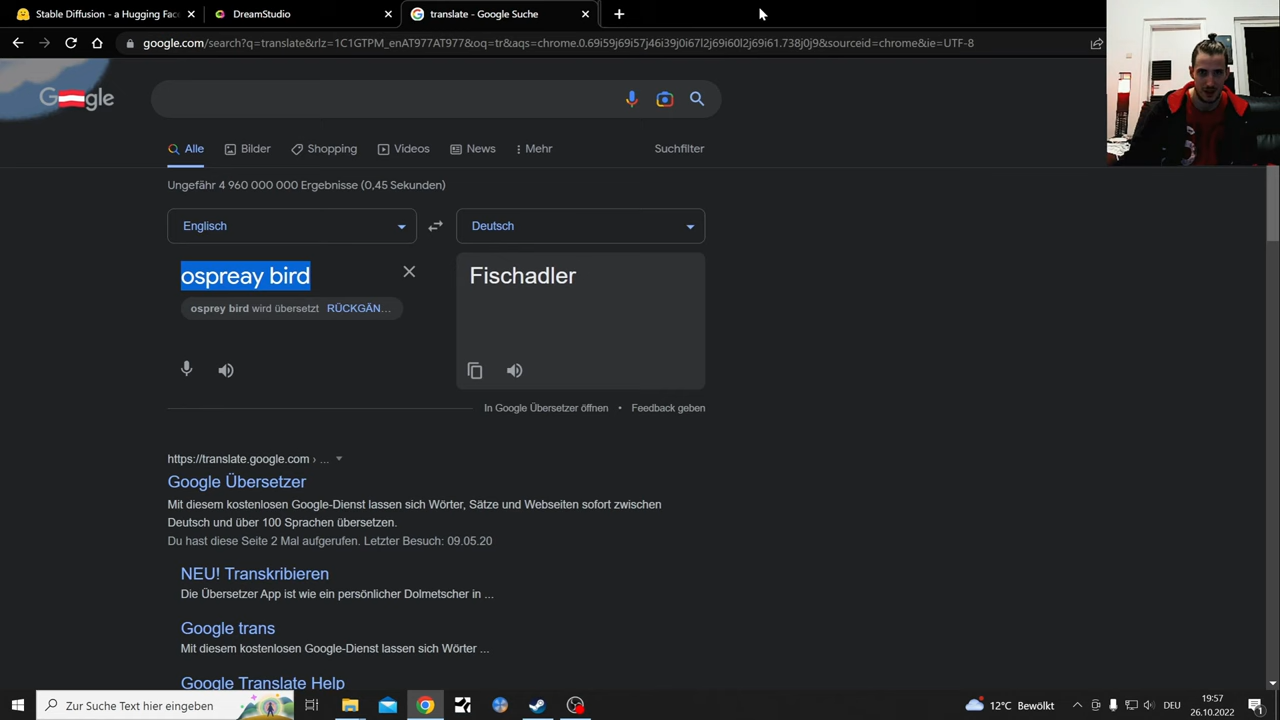 Stable Diffusion - a Hugging Fac
DreamStudio
translate - Google Suche
google.com/search?q=translate&rlz=1C1GTPM_enAT977AT977&oq=tr&aqs=chrome.0.69i59j69i57j46i39j0i67l2j69i60l2j69i61.738j0j9&sourceid=chrome&ie=UTF-8
Google
Alle
Bilder
Shopping
Videos
News
Mehr
Suchfilter
Ungefähr 4 960 000 000 Ergebnisse (0,45 Sekunden)
Englisch
Deutsch
ospreay bird
Fischadler
osprey bird wird übersetzt RÜCKGÄN...
In Google Übersetzer öffnen • Feedback geben
https://translate.google.com › ...
Google Übersetzer
Mit diesem kostenlosen Google-Dienst lassen sich Wörter, Sätze und Webseiten sofort zwischen
Deutsch und über 100 Sprachen übersetzen.
Du hast diese Seite 2 Mal aufgerufen. Letzter Besuch: 09.05.20
NEU! Transkribieren
Die Übersetzer App ist wie ein persönlicher Dolmetscher in ...
Google trans
Mit diesem kostenlosen Google-Dienst lassen sich Wörter ...
Google Translate Help
Zur Suche Text hier eingeben
12°C Bewölkt
DEU
19:57
26.10.2022
1